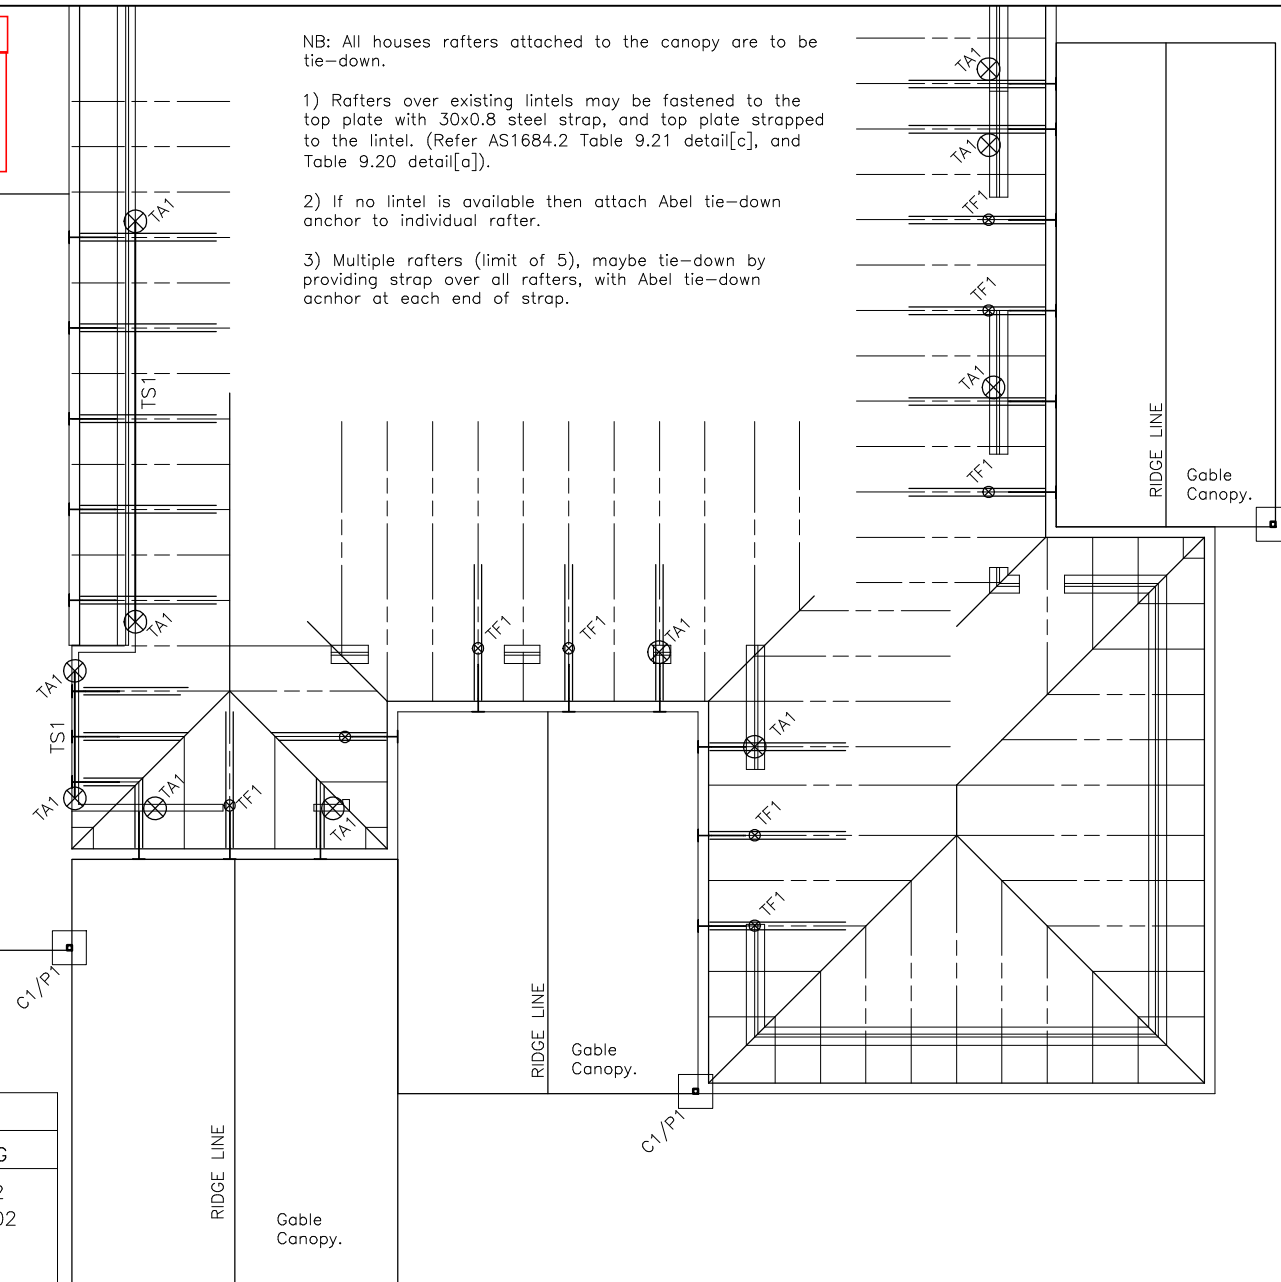 NB: All houses rafters attached to the canopy are to be
tie-down.
1) Rafters over existing lintels may be fastened to the
top plate with 30x0.8 steel strap, and top plate strapped
to the lintel. (Refer AS1684.2 Table 9.21 detail[c], and
Table 9.20 detail[a]).
2) If no lintel is available then attach Abel tie-down
anchor to individual rafter.
3) Multiple rafters (limit of 5), maybe tie-down by
providing strap over all rafters, with Abel tie-down
acnhor at each end of strap.
TA1
TA1
TA1
TF1
TF1
TA1
TS1
RIDGE LINE
Gable
Canopy.
TF1
TA1
TF1
TF1
TA1
TA1
TS1
TA1
TA1
TA1
TF1
TA1
TF1
TF1
C1/P1
RIDGE LINE
Gable
Canopy.
C1/P1
RIDGE LINE
G
2
02
Gable
Canopy.